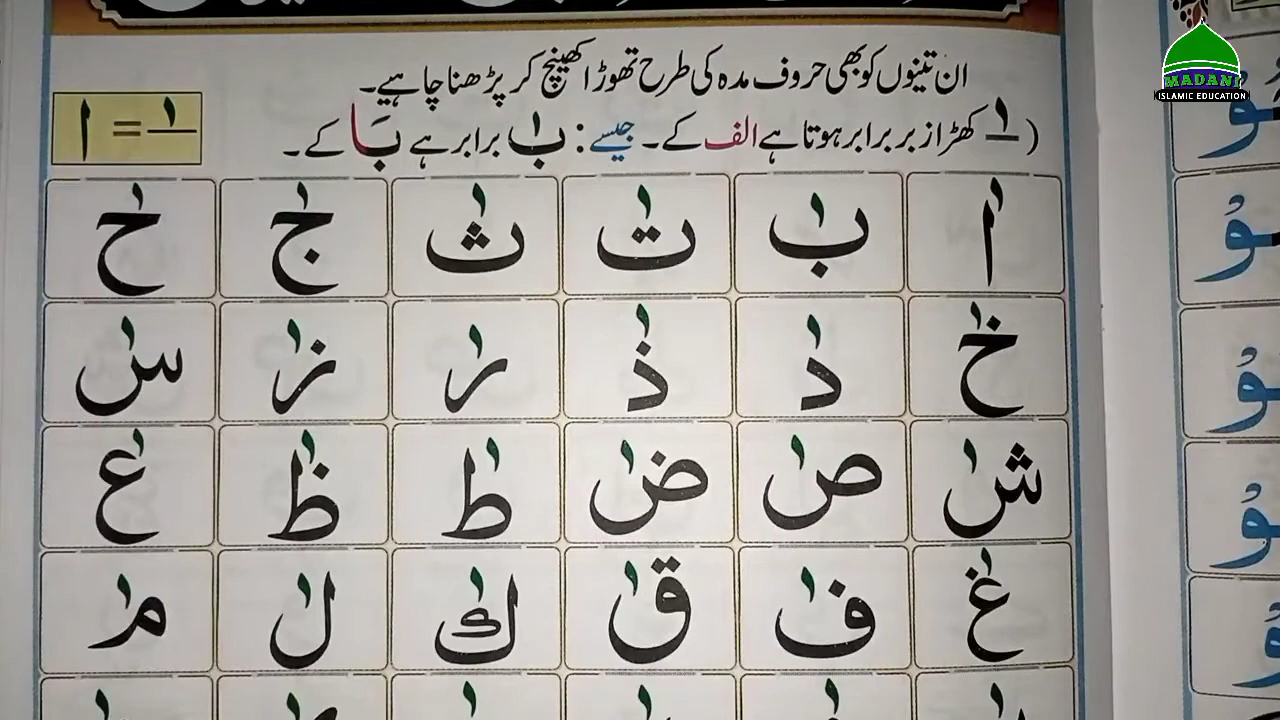 ان تینوں کو بھی حروف مدہ کی طرح تھوڑا کھینچ کر پڑھنا چاہیے۔
( ـٰ کھڑا زبر برابر ہوتا ہے الف کے۔ جیسے: بٰ برابر ہے بَا کے۔
ـٰ = ا
اٰ بٰ تٰ ثٰ جٰ حٰ
خٰ دٰ ذٰ رٰ زٰ سٰ
شٰ صٰ ضٰ طٰ ظٰ عٰ
غٰ فٰ قٰ كٰ لٰ مٰ
MADANI
ISLAMIC EDUCATION